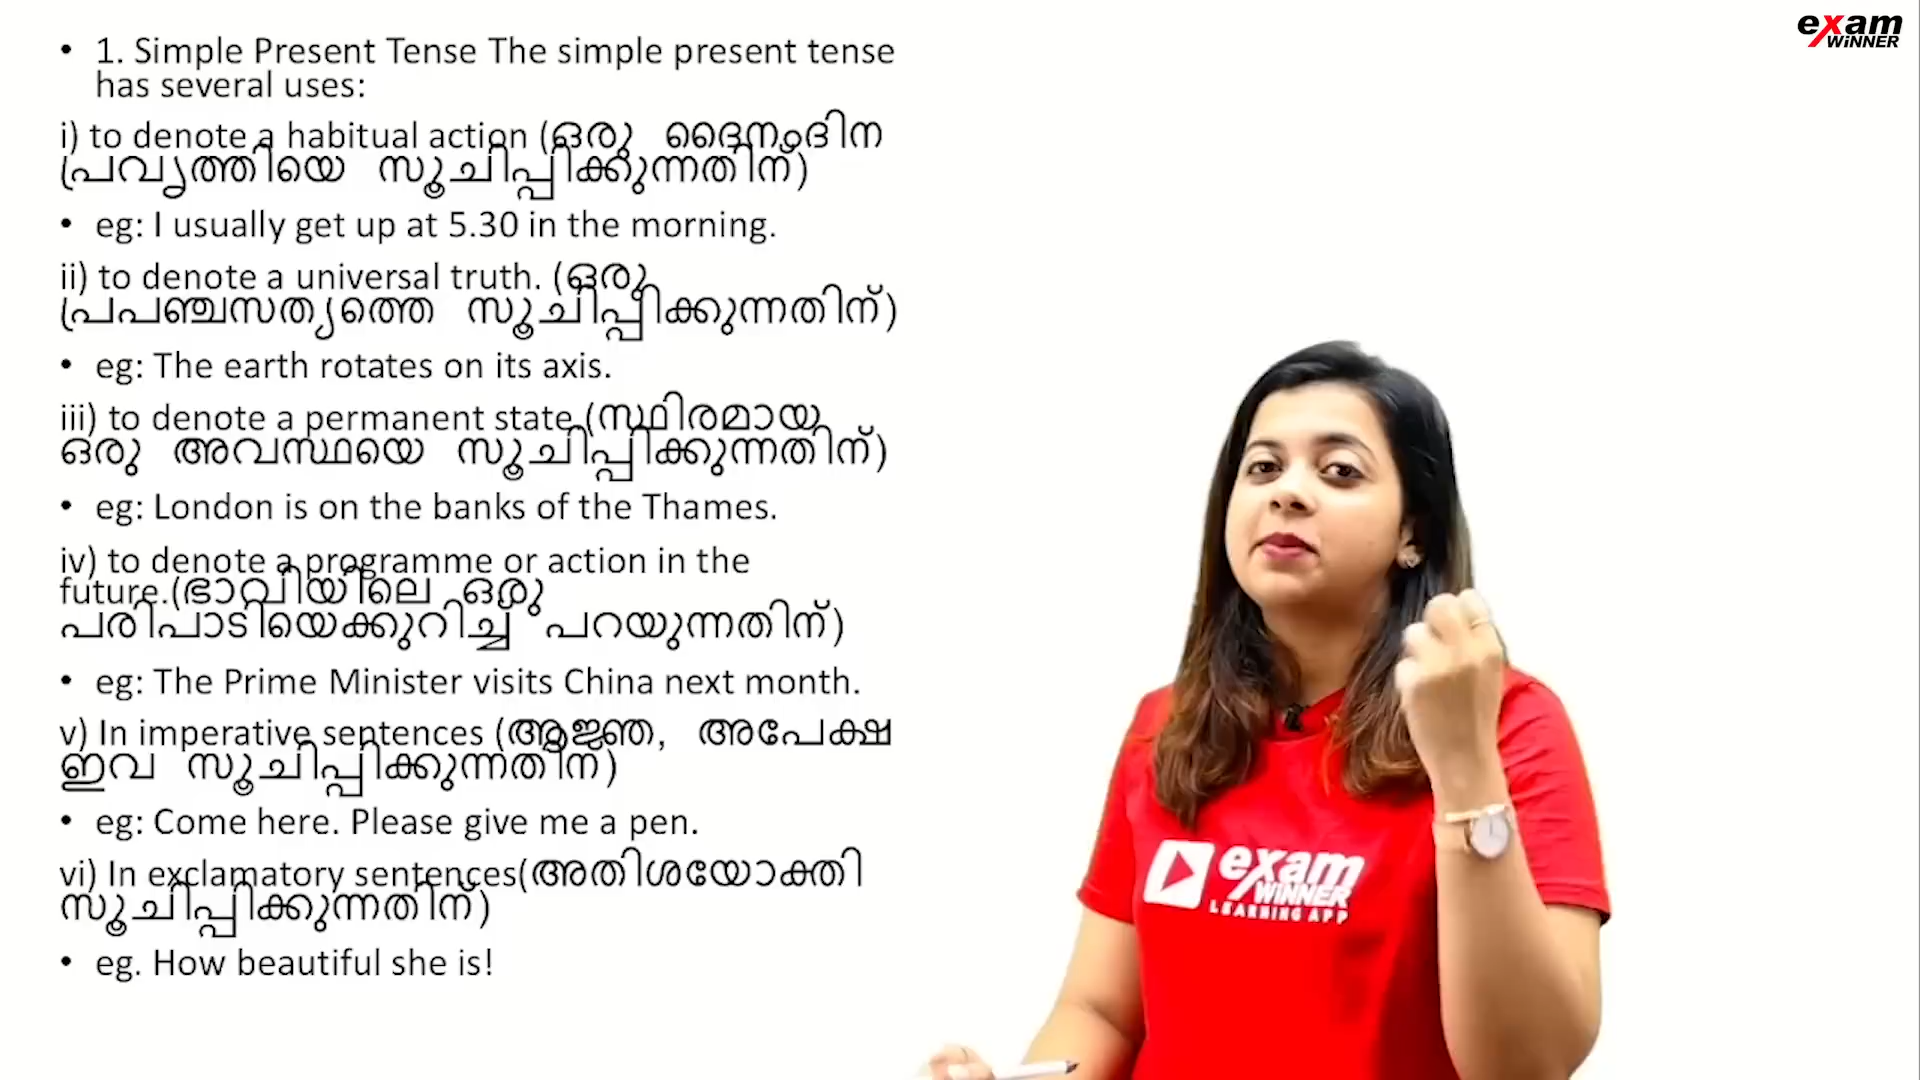 • 1. Simple Present Tense The simple present tense
has several uses:
i) to denote a habitual action (ഒരു ദൈനംദിന
പ്രവൃത്തിയെ സൂചിപ്പിക്കുന്നതിന്)
• eg: I usually get up at 5.30 in the morning.
ii) to denote a universal truth. (ഒരു
പ്രപഞ്ചസത്യത്തെ സൂചിപ്പിക്കുന്നതിന്)
• eg: The earth rotates on its axis.
iii) to denote a permanent state (സ്ഥിരമായ
ഒരു അവസ്ഥയെ സൂചിപ്പിക്കുന്നതിന്)
• eg: London is on the banks of the Thames.
iv) to denote a programme or action in the
future.(ഭാവിയിലെ ഒരു
പരിപാടിയെക്കുറിച്ച് പറയുന്നതിന്)
• eg: The Prime Minister visits China next month.
v) In imperative sentences (ആജ്ഞ, അപേക്ഷ
ഇവ സൂചിപ്പിക്കുന്നതിന്)
• eg: Come here. Please give me a pen.
vi) In exclamatory sentences(അതിശയോക്തി
സൂചിപ്പിക്കുന്നതിന്)
• eg. How beautiful she is!
exam
WINNER
exam
WINNER
LEARNING APP